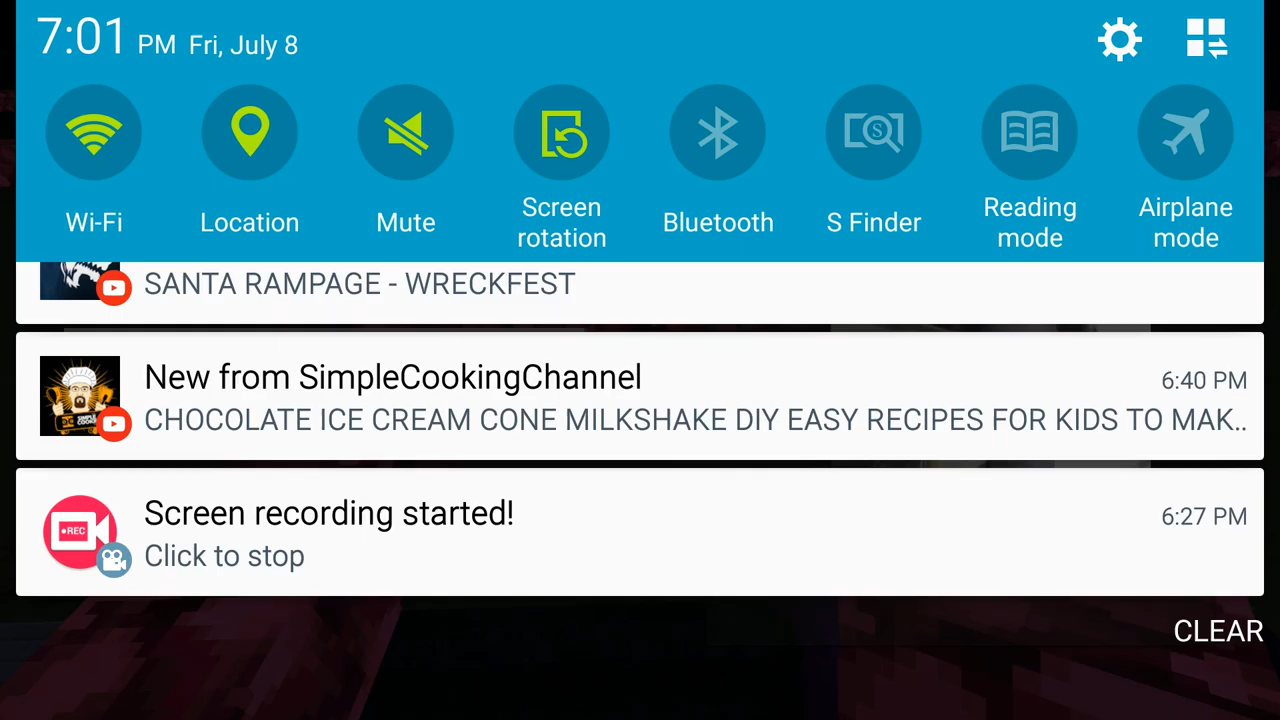 7:01 PM Fri, July 8
Wi-Fi
Location
Mute
Screen
rotation
Bluetooth
S Finder
Reading
mode
Airplane
mode
SANTA RAMPAGE - WRECKFEST
New from SimpleCookingChannel 6:40 PM
CHOCOLATE ICE CREAM CONE MILKSHAKE DIY EASY RECIPES FOR KIDS TO MAK..
Screen recording started! 6:27 PM
REC
Click to stop
CLEAR